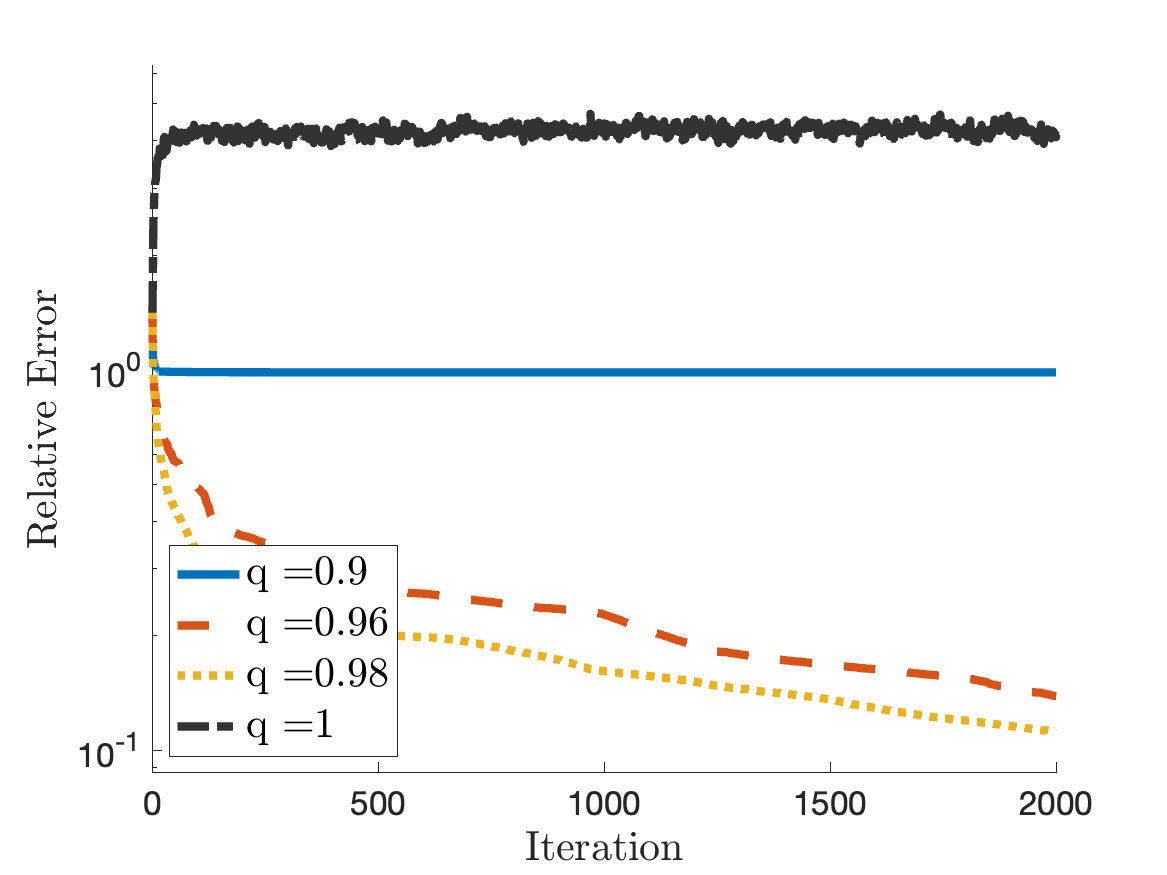 Relative Error
10^0
10^-1
q =0.9
q =0.96
q =0.98
q =1
0 500 1000 1500 2000
Iteration